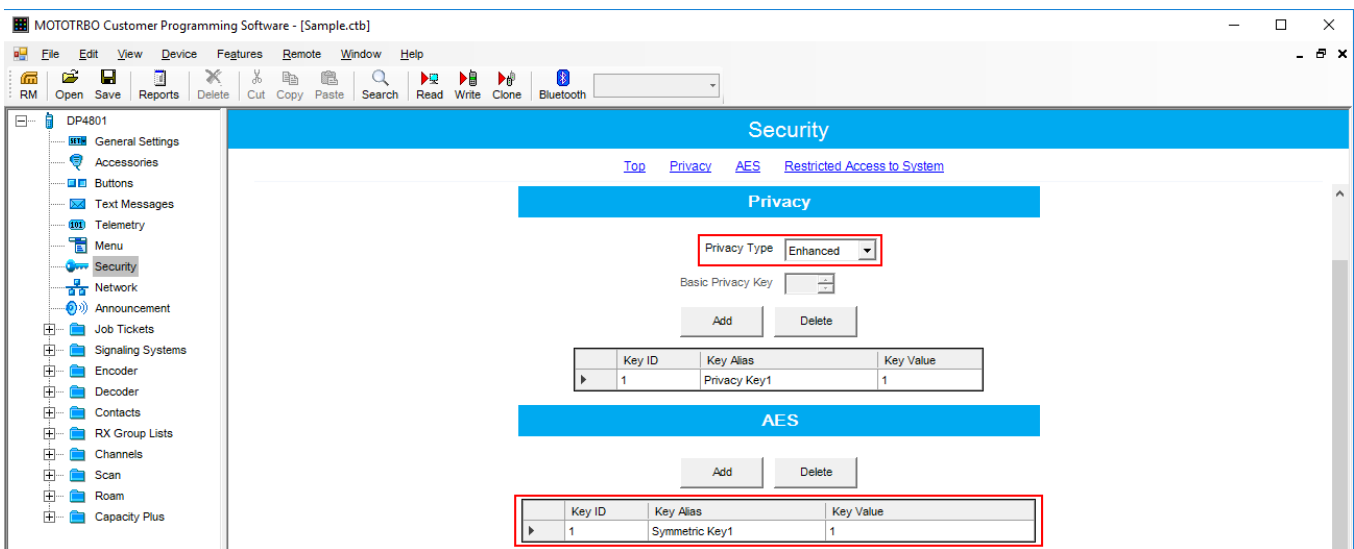 MOTOTRBO Customer Programming Software - [Sample.ctb]
File Edit View Device Features Remote Window Help
RM Open Save Reports Delete Cut Copy Paste Search Read Write Clone Bluetooth
DP4801
General Settings
Accessories
Buttons
Text Messages
Telemetry
Menu
Security
Network
Announcement
Job Tickets
Signaling Systems
Encoder
Decoder
Contacts
RX Group Lists
Channels
Scan
Roam
Capacity Plus
Security
Top Privacy AES Restricted Access to System
Privacy
Privacy Type Enhanced
Basic Privacy Key
Add Delete
Key ID Key Alias Key Value
1 Privacy Key1 1
AES
Add Delete
Key ID Key Alias Key Value
1 Symmetric Key1 1